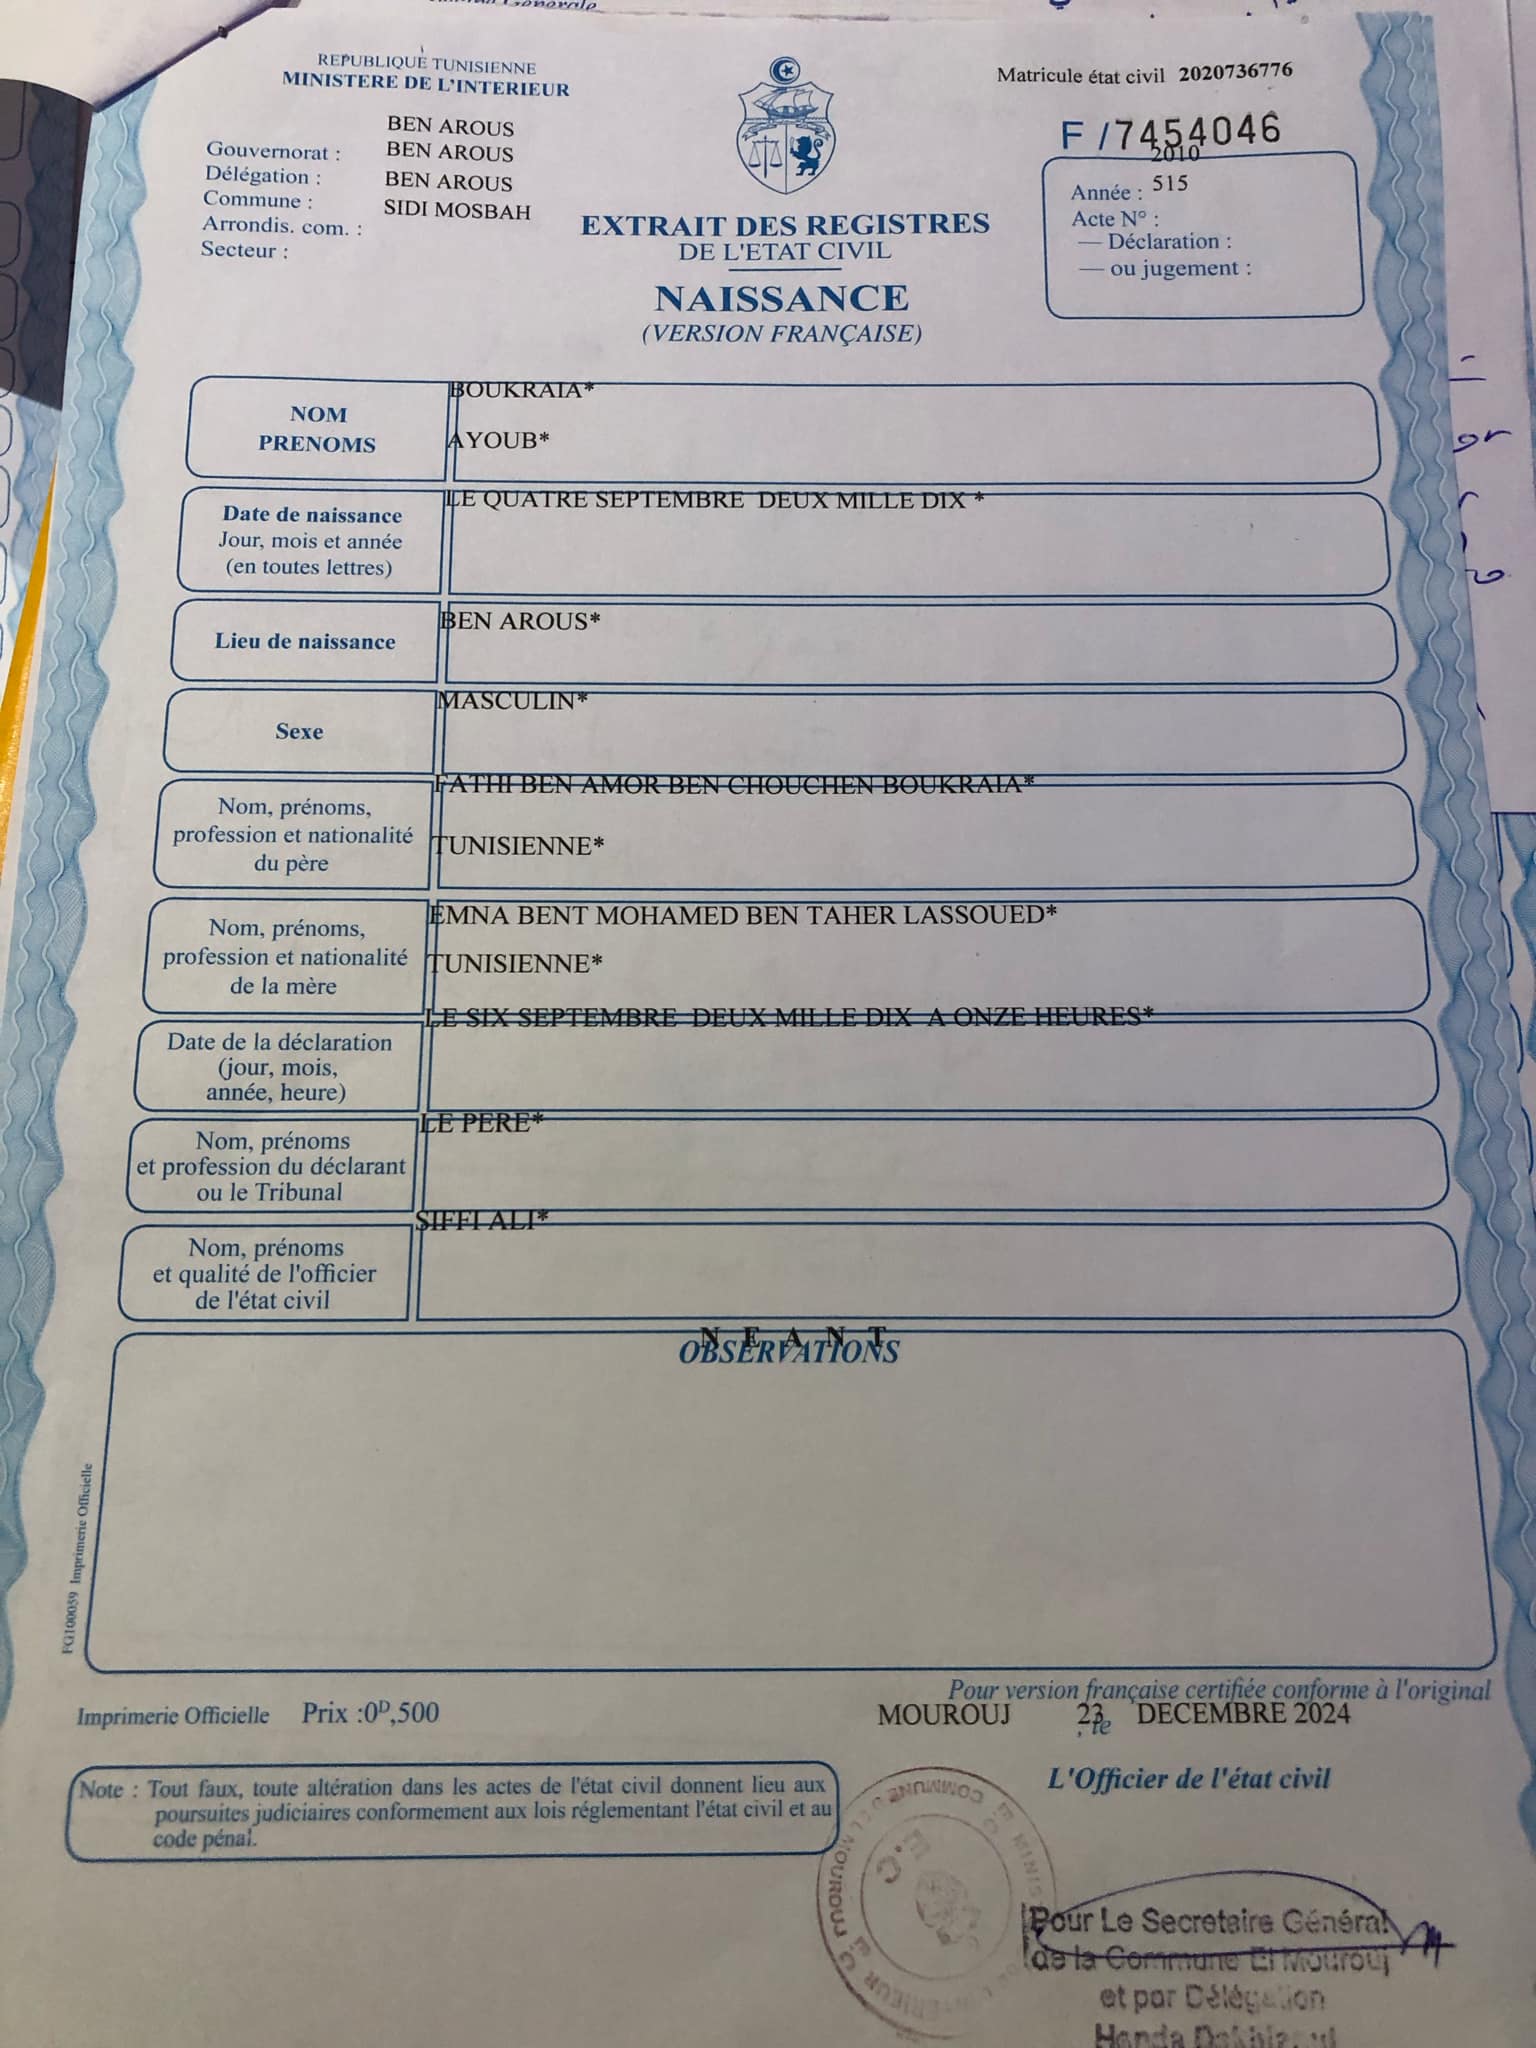 REPUBLIQUE TUNISIENNE
MINISTERE DE L'INTERIEUR
Matricule état civil 2020736776
F /7454046
BEN AROUS
Gouvernorat : BEN AROUS
Délégation : BEN AROUS
Commune : SIDI MOSBAH
Arrondis. com. :
Secteur :
2010
Année : 515
Acte N° :
— Déclaration :
— ou jugement :
EXTRAIT DES REGISTRES
DE L'ETAT CIVIL
NAISSANCE
(VERSION FRANÇAISE)
NOM
PRENOMS
BOUKRAIA*
AYOUB*
Date de naissance
Jour, mois et année
(en toutes lettres)
LE QUATRE SEPTEMBRE DEUX MILLE DIX *
Lieu de naissance
BEN AROUS*
Sexe
MASCULIN*
Nom, prénoms,
profession et nationalité
du père
FATHI BEN AMOR BEN CHOUCHEN BOUKRAIA*
TUNISIENNE*
Nom, prénoms,
profession et nationalité
de la mère
EMNA BENT MOHAMED BEN TAHER LASSOUED*
TUNISIENNE*
Date de la déclaration
(jour, mois,
année, heure)
LE SIX SEPTEMBRE DEUX MILLE DIX A ONZE HEURES*
Nom, prénoms
et profession du déclarant
ou le Tribunal
LE PERE*
Nom, prénoms
et qualité de l'officier
de l'état civil
SIFFI ALI*
N E A N T
OBSERVATIONS
FG100059 Imprimerie Officielle
Imprimerie Officielle Prix :0D,500
Pour version française certifiée conforme à l'original
MOUROUJ 23 DECEMBRE 2024
, le
L'Officier de l'état civil
Note : Tout faux, toute altération dans les actes de l'état civil donnent lieu aux
poursuites judiciaires conformement aux lois réglementant l'état civil et au
code pénal.
COMMUNE
MOUROUJ
E.C
Pour Le Secretaire Général
de la Commune El Mourouj
et par Délégation